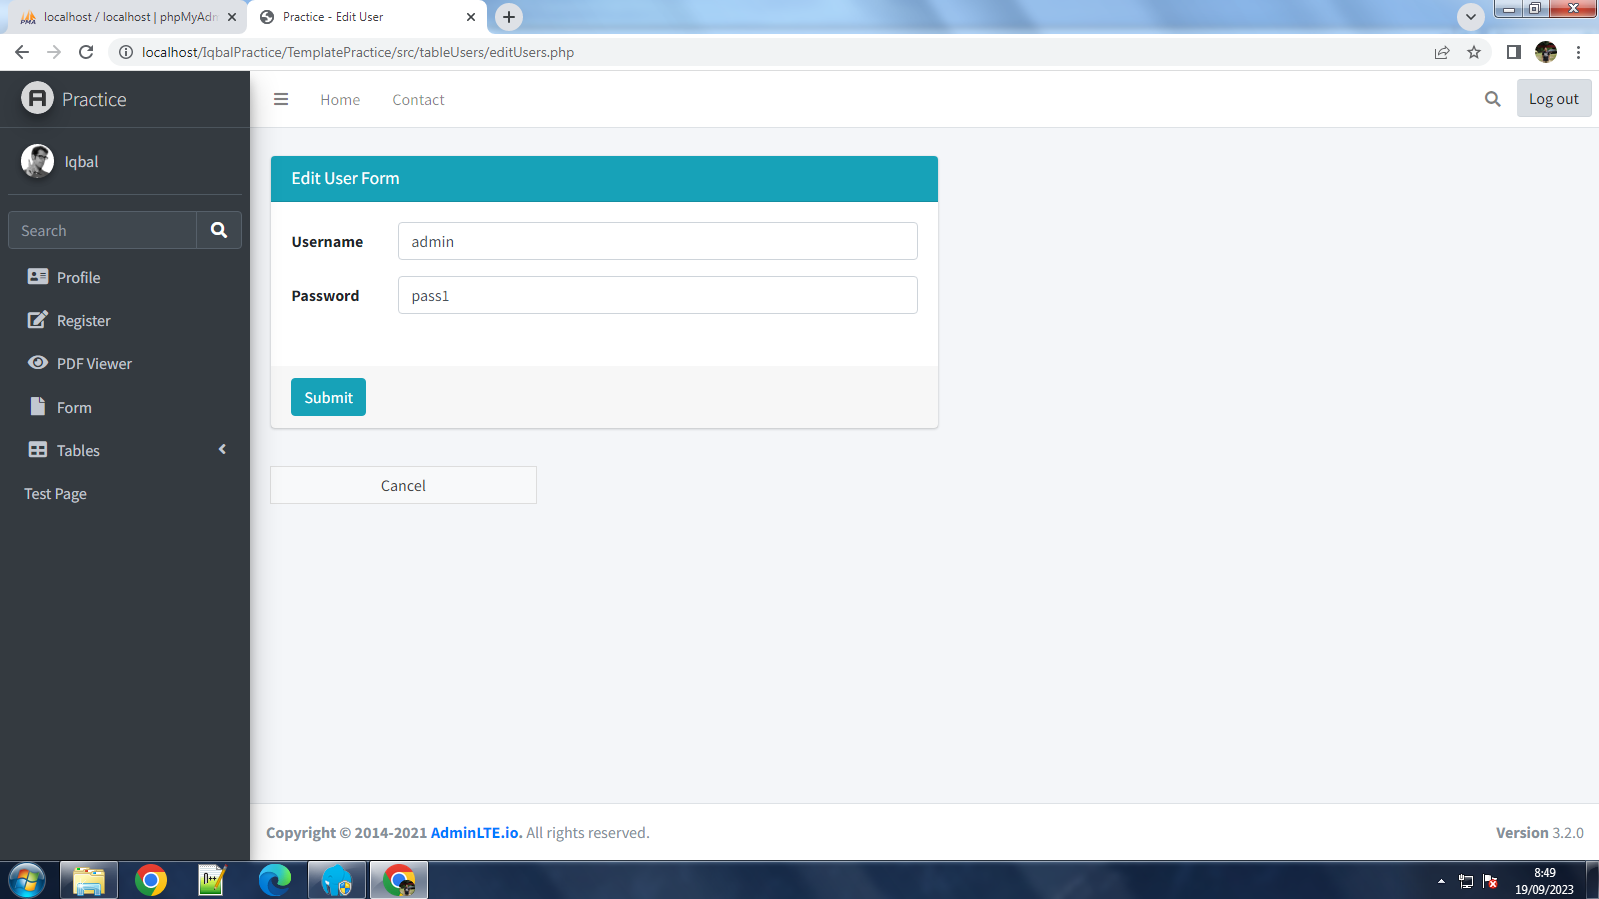 localhost / localhost | phpMyAdm
Practice - Edit User
localhost/IqbalPractice/TemplatePractice/src/tableUsers/editUsers.php
Practice
Home
Contact
Log out
Iqbal
Search
Profile
Register
PDF Viewer
Form
Tables
Test Page
Edit User Form
Username
admin
Password
pass1
Submit
Cancel
Copyright © 2014-2021 AdminLTE.io. All rights reserved.
Version 3.2.0
8:49
19/09/2023